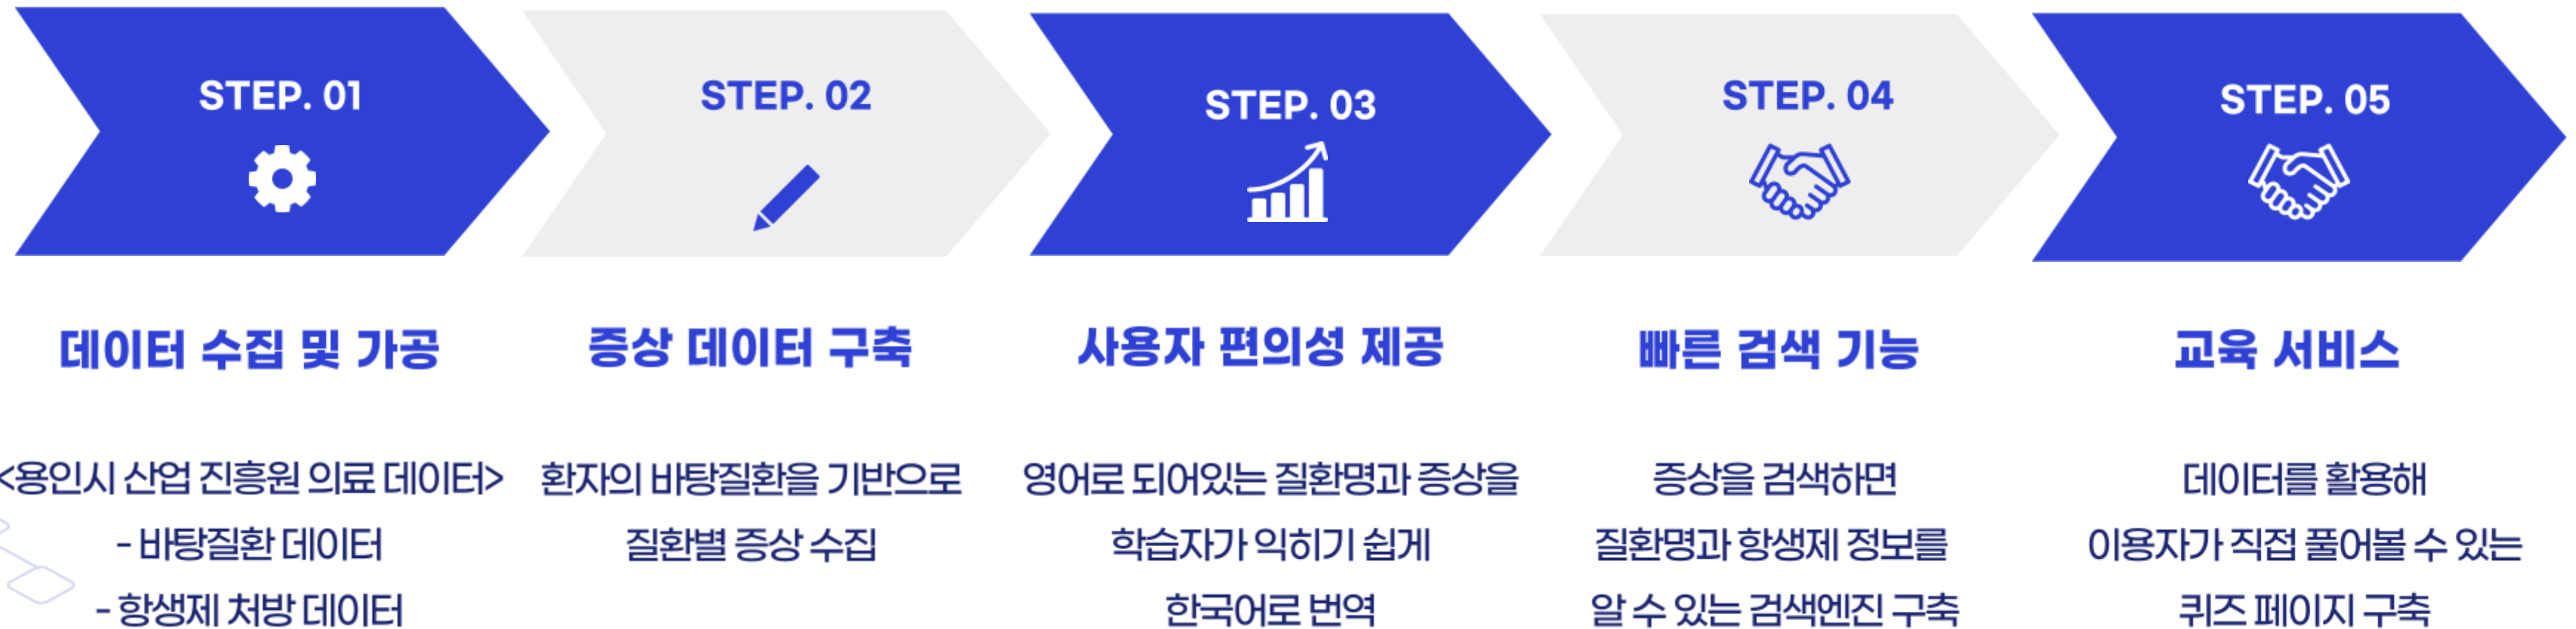 STEP. 01
데이터 수집 및 가공
<용인시 산업 진흥원 의료 데이터>
- 바탕질환 데이터
- 항생제 처방 데이터
STEP. 02
증상 데이터 구축
환자의 바탕질환을 기반으로
질환별 증상 수집
STEP. 03
사용자 편의성 제공
영어로 되어있는 질환명과 증상을
학습자가 익히기 쉽게
한국어로 번역
STEP. 04
빠른 검색 기능
증상을 검색하면
질환명과 항생제 정보를
알 수 있는 검색엔진 구축
STEP. 05
교육 서비스
데이터를 활용해
이용자가 직접 풀어볼 수 있는
퀴즈 페이지 구축